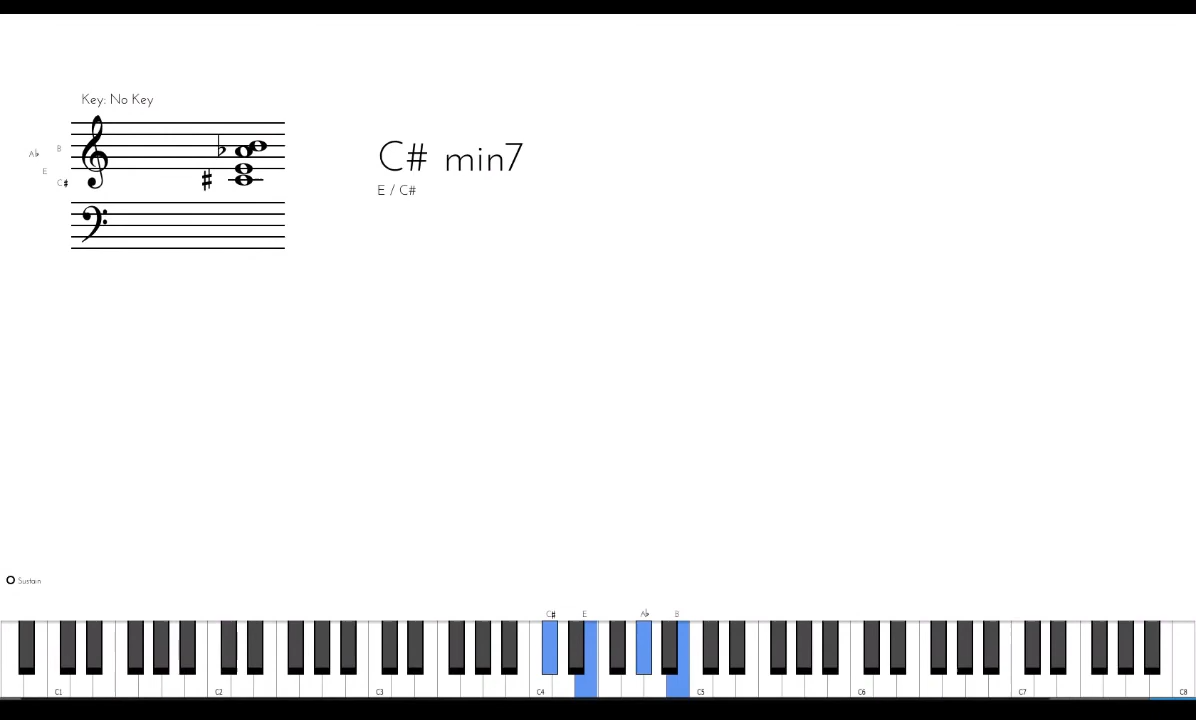 Key: No Key
B
A♭
E
C♯
C# min7
E / C#
Sustain
C# E A♭ B
C1 C2 C3 C4 C5 C6 C7 C8